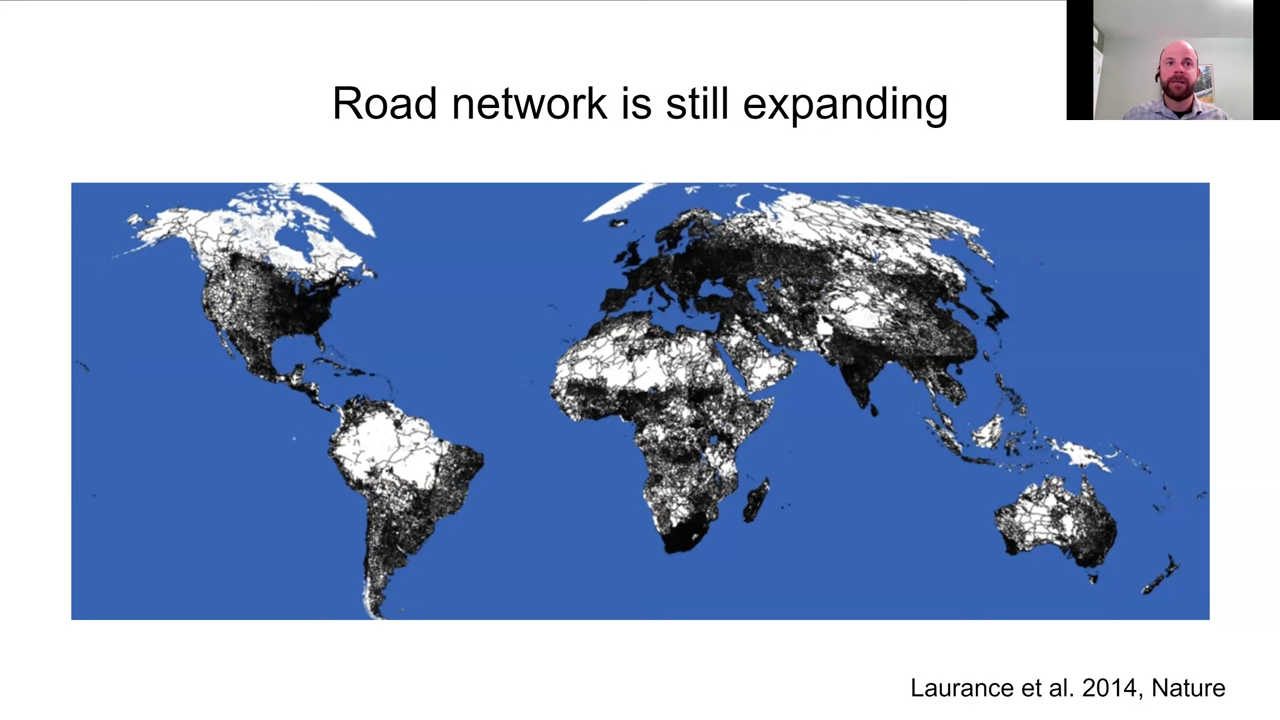 Road network is still expanding
Laurance et al. 2014, Nature